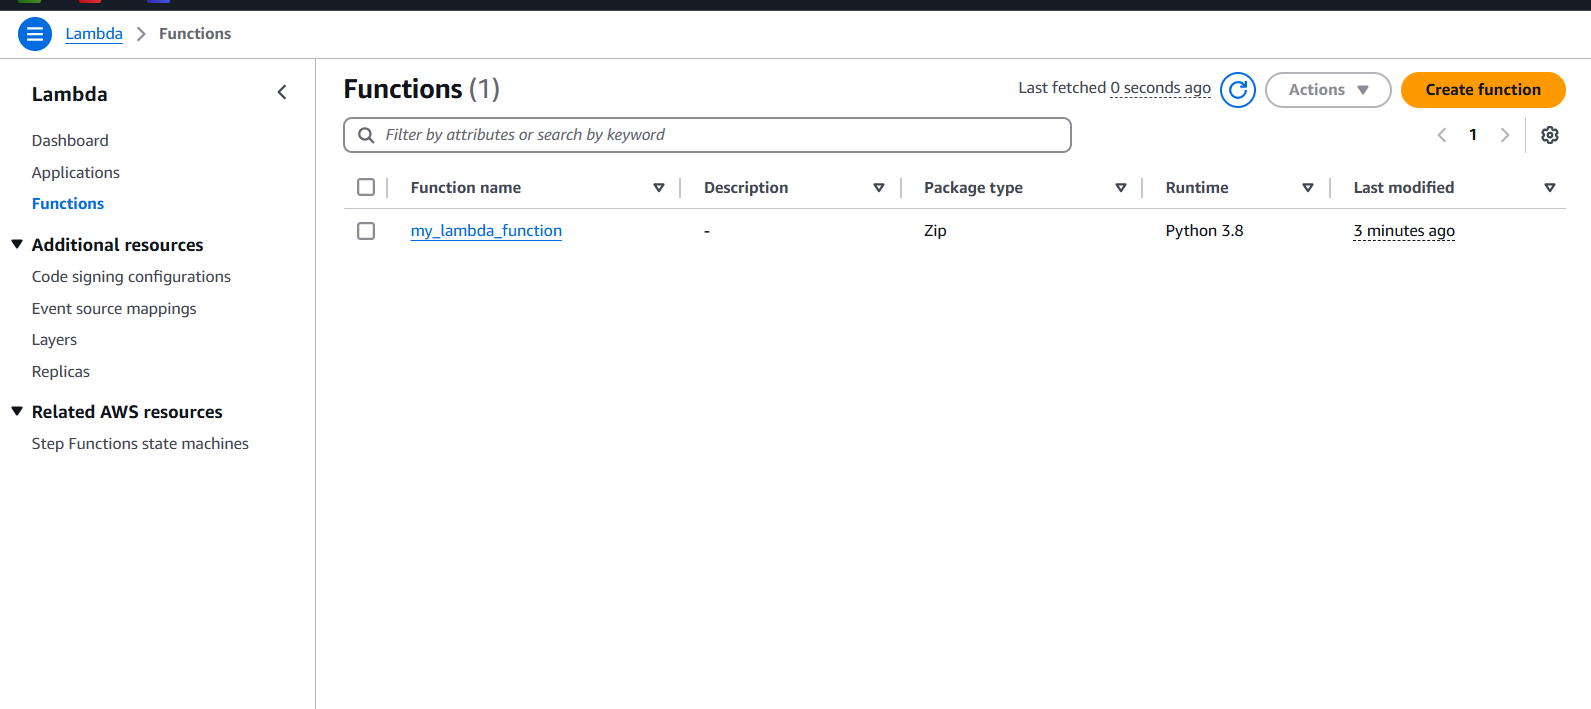 Lambda > Functions
Lambda
Dashboard
Applications
Functions
Additional resources
Code signing configurations
Event source mappings
Layers
Replicas
Related AWS resources
Step Functions state machines
Functions (1)
Last fetched 0 seconds ago
Actions
Create function
Filter by attributes or search by keyword
1
Function name Description Package type Runtime Last modified
my_lambda_function - Zip Python 3.8 3 minutes ago